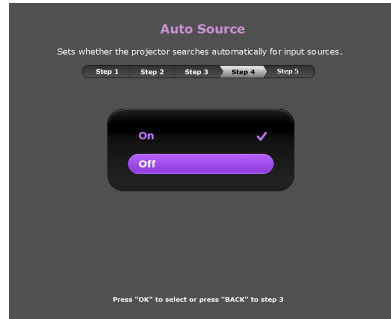 Auto Source
Sets whether the projector searches automatically for input sources.
Step 1 Step 2 Step 3 Step 4 Step 5
On
Off
Press "OK" to select or press "BACK" to step 3